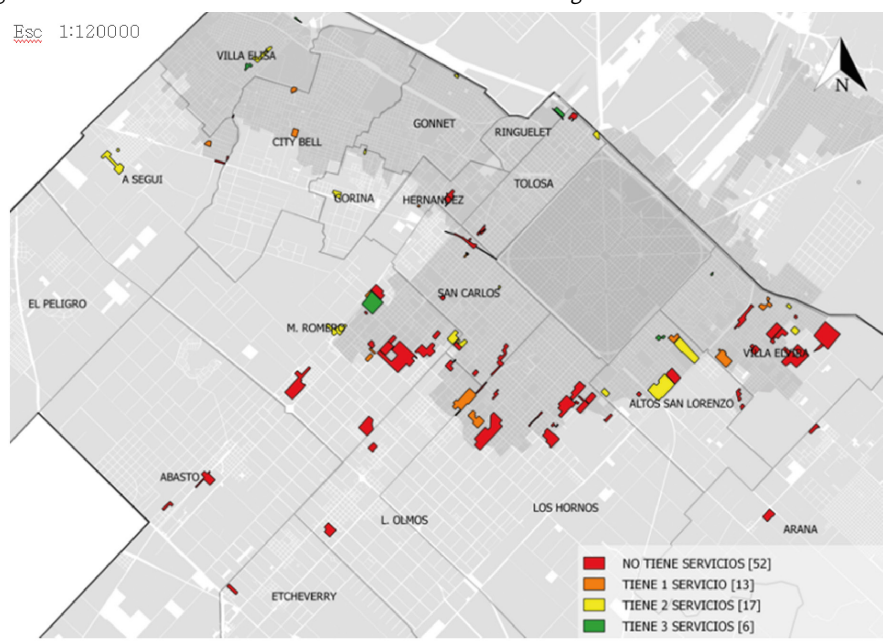 Esc 1:120000
N
VILLA ELISA
CITY BELL
GONNET
RINGUELET
A SEGUI
GORINA
HERNANDEZ
TOLOSA
EL PELIGRO
SAN CARLOS
M. ROMERO
VILLA ELVIRA
ALTOS SAN LORENZO
ABASTO
L. OLMOS
LOS HORNOS
ARANA
ETCHEVERRY
NO TIENE SERVICIOS [52]
TIENE 1 SERVICIO [13]
TIENE 2 SERVICIOS [17]
TIENE 3 SERVICIOS [6]